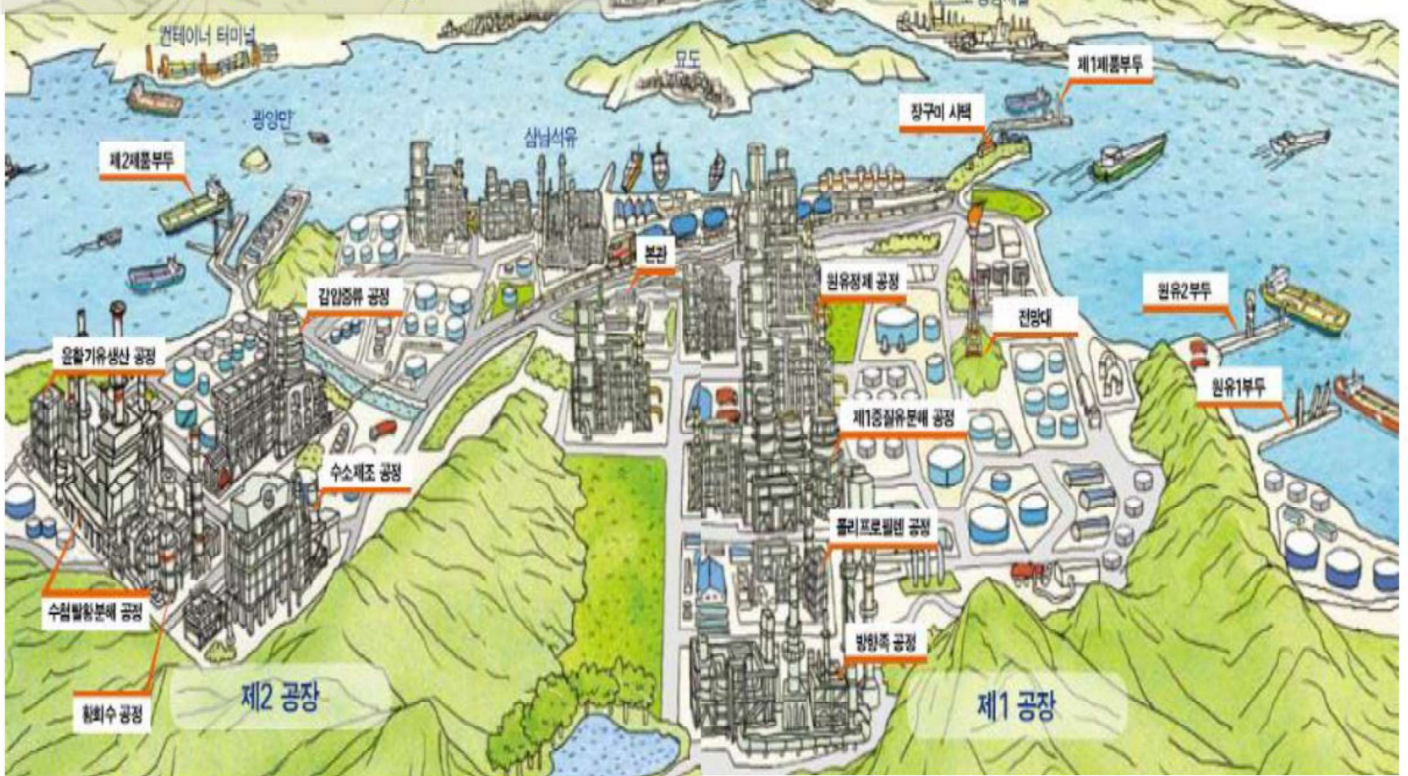 컨테이너 터미널
묘도
제1제품부두
장구미 사택
광양만
삼남석유
제2제품부두
본관
원유정제 공정
감압증류 공정
원유2부두
전망대
윤활기유생산 공정
원유1부두
제1중질유분해 공정
수소제조 공정
폴리프로필렌 공정
수첨탈황분해 공정
방향족 공정
제2 공장
제1 공장
황회수 공정